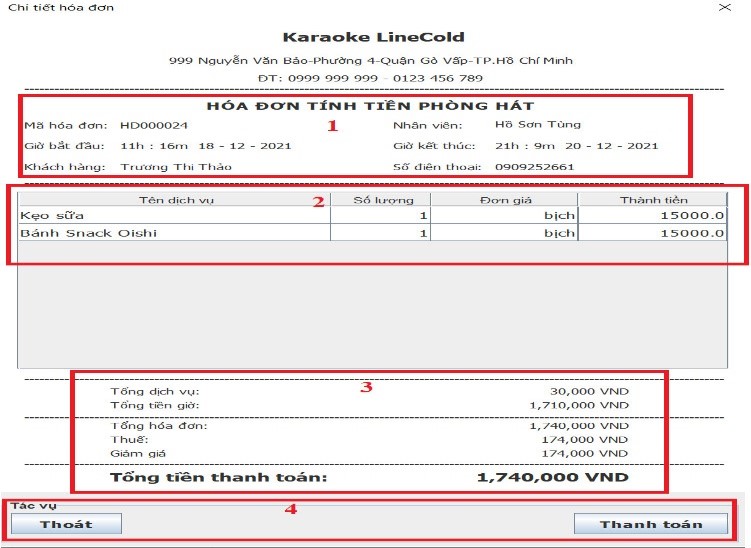 Chi tiết hóa đơn
Karaoke LineCold
999 Nguyễn Văn Bảo-Phường 4-Quận Gò Vấp-TP.Hồ Chí Minh
ĐT: 0999 999 999 - 0123 456 789
HÓA ĐƠN TÍNH TIỀN PHÒNG HÁT
Mã hóa đơn: HD000024 1 Nhân viên: Hồ Sơn Tùng
Giờ bắt đầu: 11h : 16m 18 - 12 - 2021 Giờ kết thúc: 21h : 9m 20 - 12 - 2021
Khách hàng: Trương Thị Thảo Số điện thoại: 0909252661
Tên dịch vụ 2 Số lượng Đơn giá Thành tiền
Kẹo sữa 1 bịch 15000.0
Bánh Snack Oishi 1 bịch 15000.0
3
Tổng dịch vụ: 30,000 VND
Tổng tiền giờ: 1,710,000 VND
Tổng hóa đơn: 1,740,000 VND
Thuế: 174,000 VND
Giảm giá 174,000 VND
Tổng tiền thanh toán: 1,740,000 VND
Tác vụ 4
Thoát Thanh toán